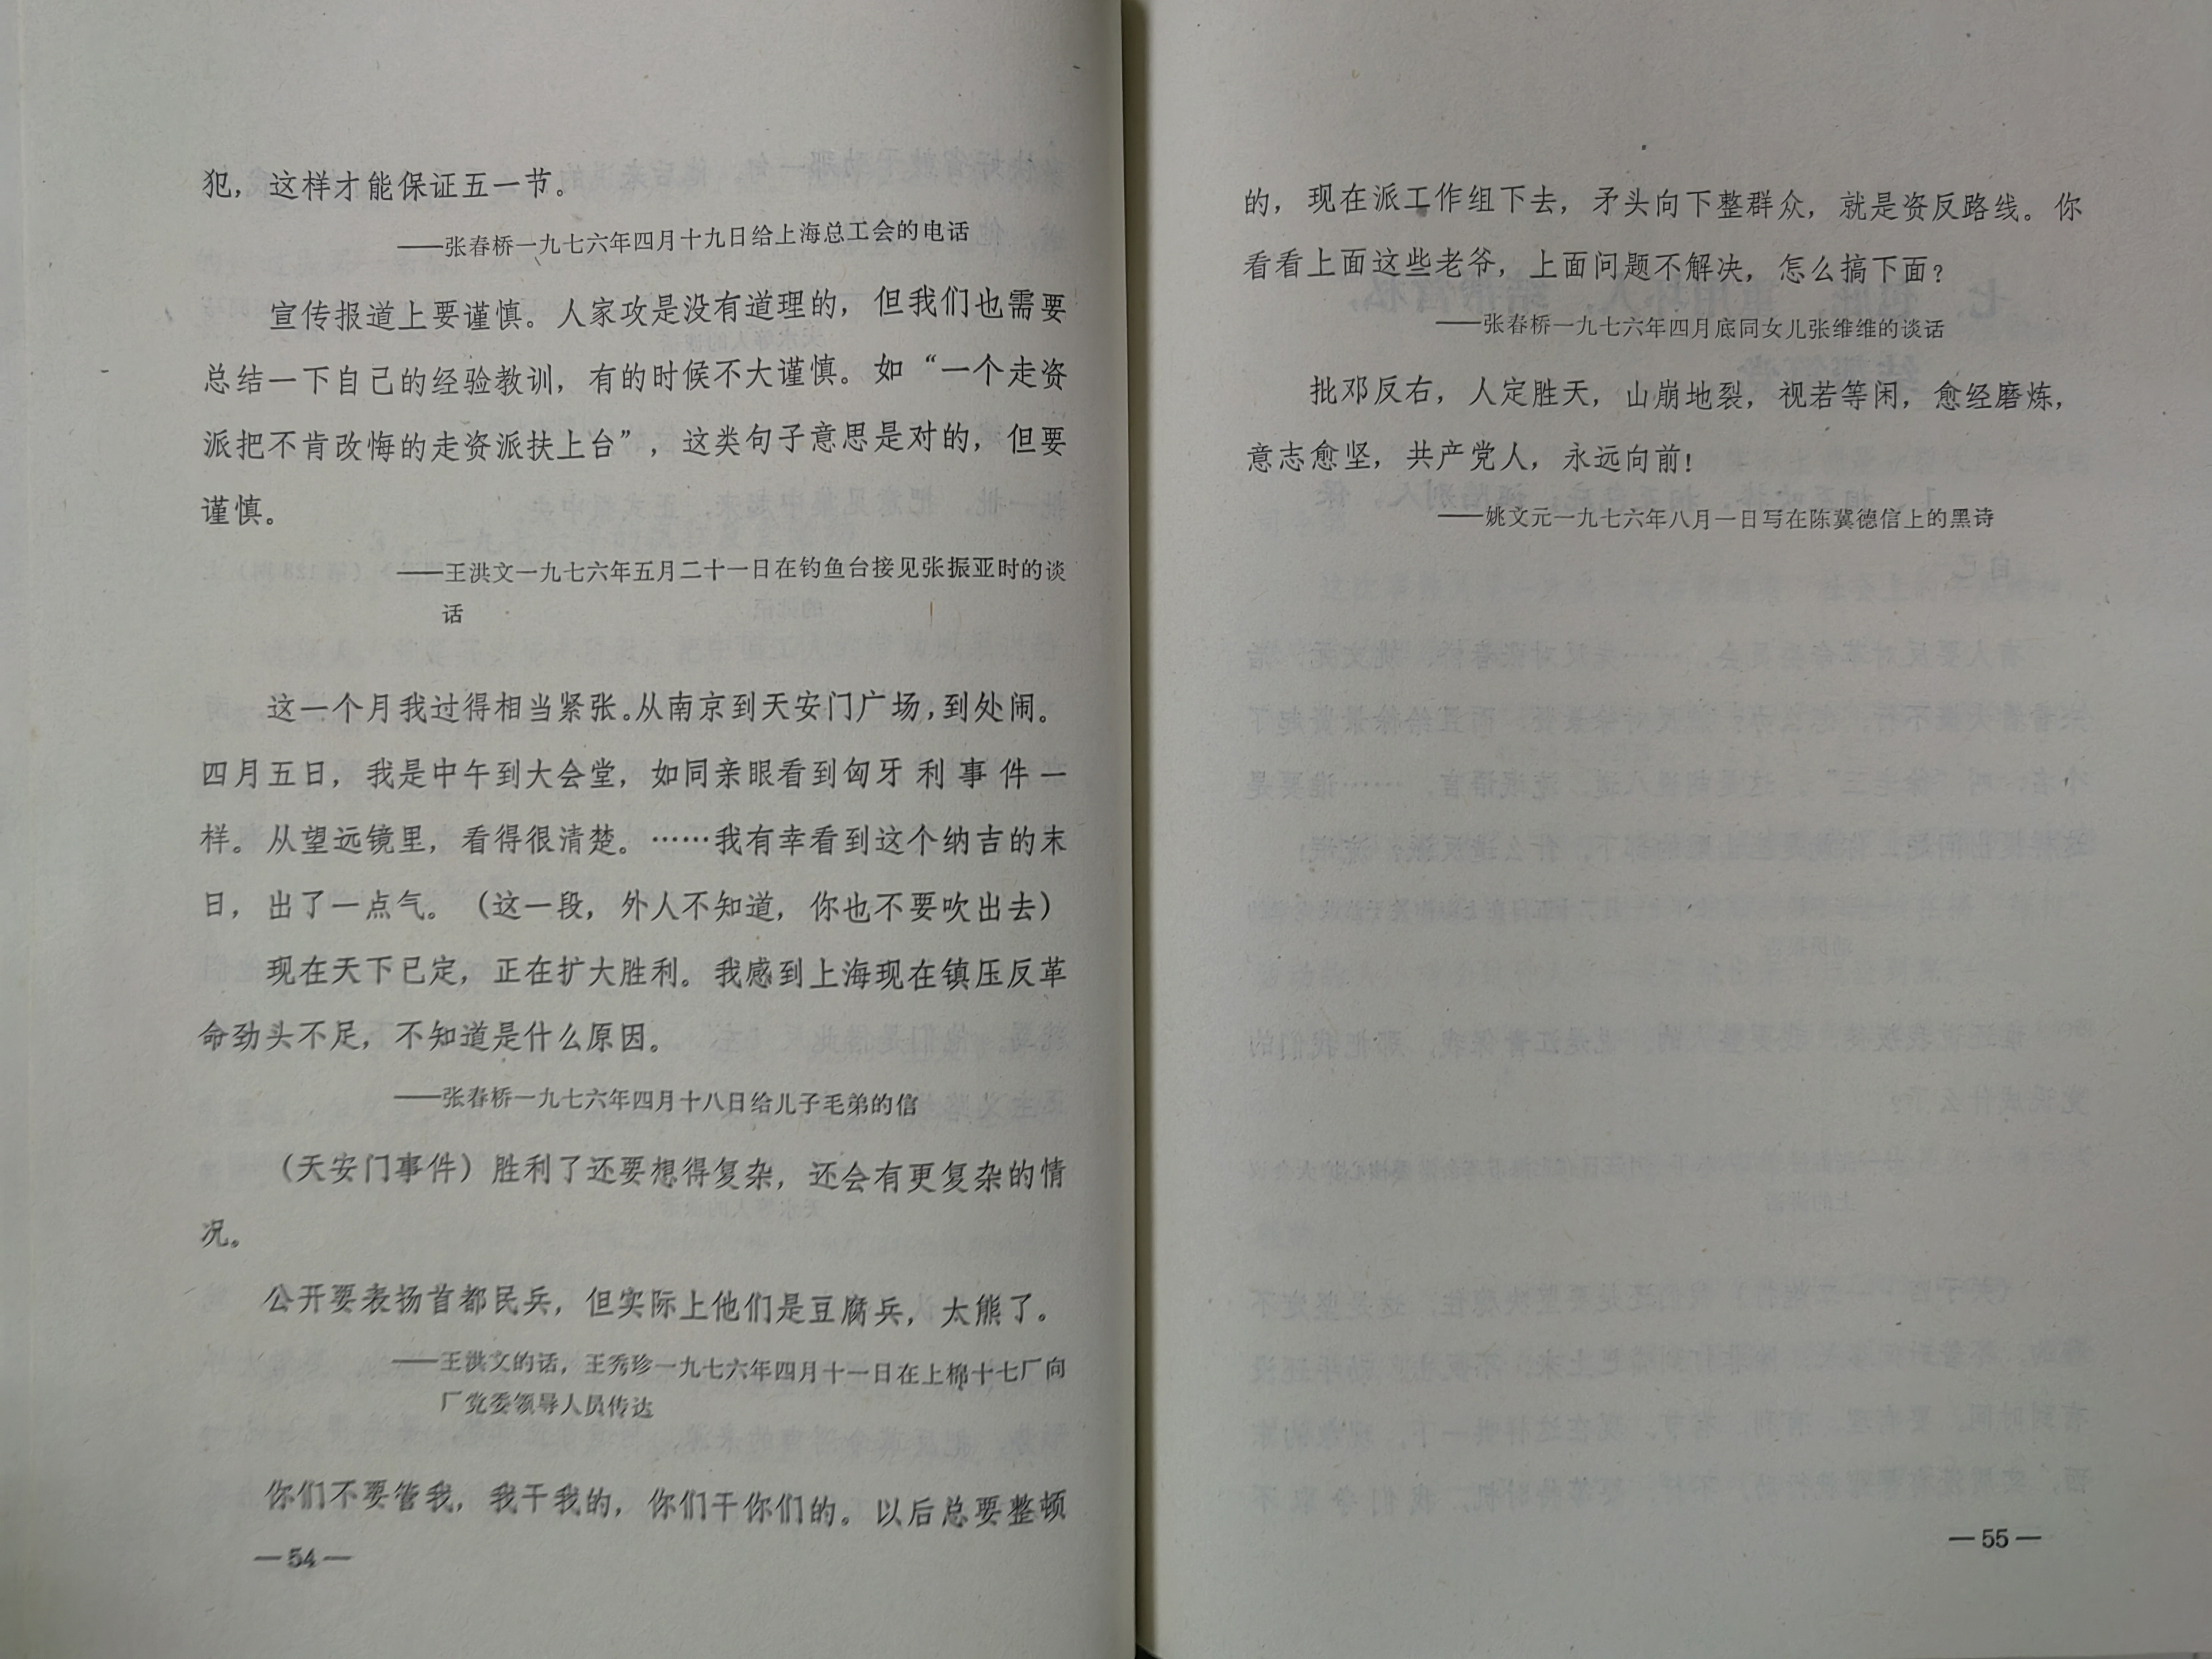 犯，这样才能保证五一节。
——张春桥一九七六年四月十九日给上海总工会的电话
宣传报道上要谨慎。人家攻是没有道理的，但我们也需要
总结一下自己的经验教训，有的时候不大谨慎。如“一个走资
派把不肯改悔的走资派扶上台”，这类句子意思是对的，但要
谨慎。
——王洪文一九七六年五月二十一日在钓鱼台接见张振亚时的谈
话
这一个月我过得相当紧张。从南京到天安门广场，到处闹。
四月五日，我是中午到大会堂，如同亲眼看到匈牙利事件一
样。从望远镜里，看得很清楚。……我有幸看到这个纳吉的末
日，出了一点气。（这一段，外人不知道，你也不要吹出去）
现在天下已定，正在扩大胜利。我感到上海现在镇压反革
命劲头不足，不知道是什么原因。
——张春桥一九七六年四月十八日给儿子毛弟的信
（天安门事件）胜利了还要想得复杂，还会有更复杂的情
况。
公开要表扬首都民兵，但实际上他们是豆腐兵，太熊了。
——王洪文的话，王秀珍一九七六年四月十一日在上棉十七厂向
厂党委领导人员传达
你们不要管我，我干我的，你们干你们的。以后总要整顿
—54—
的，现在派工作组下去，矛头向下整群众，就是资反路线。你
看看上面这些老爷，上面问题不解决，怎么搞下面？
——张春桥一九七六年四月底同女儿张维维的谈话
批邓反右，人定胜天，山崩地裂，视若等闲，愈经磨炼，
意志愈坚，共产党人，永远向前！
——姚文元一九七六年八月一日写在陈冀德信上的黑诗
—55—